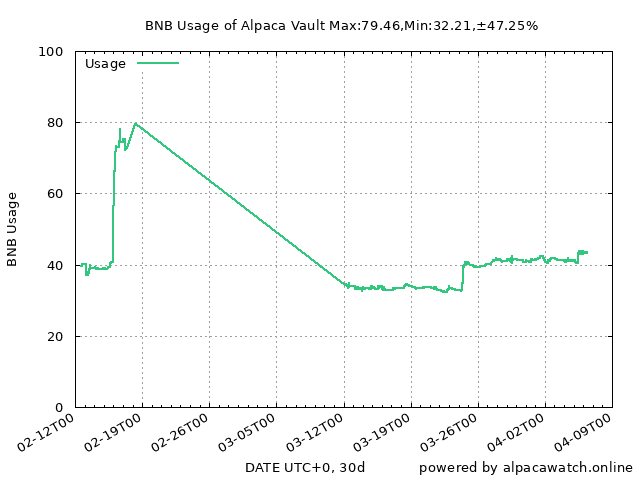 BNB Usage of Alpaca Vault Max:79.46,Min:32.21,±47.25%
Usage
BNB Usage
100
80
60
40
20
0
02-12T00
02-19T00
02-26T00
03-05T00
03-12T00
03-19T00
03-26T00
04-02T00
04-09T00
DATE UTC+0, 30d
powered by alpacawatch.online